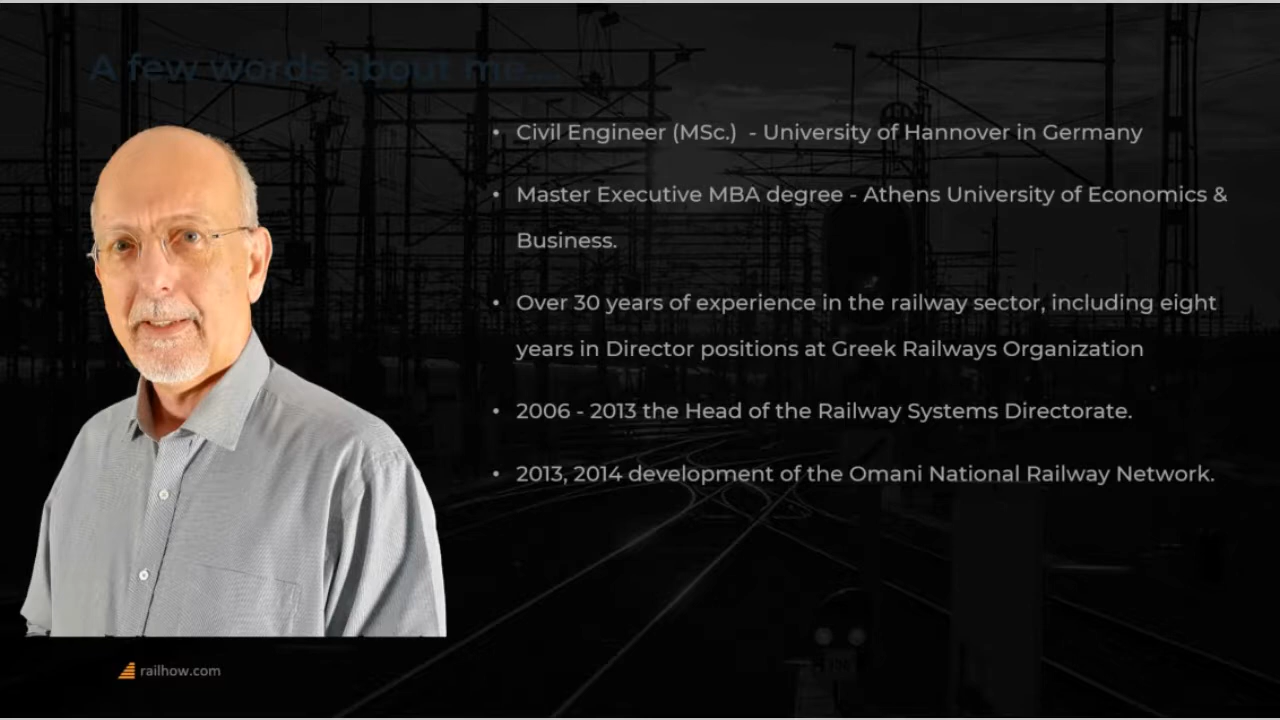 A few words about me....
• Civil Engineer (MSc.)  - University of Hannover in Germany
• Master Executive MBA degree - Athens University of Economics &
Business.
• Over 30 years of experience in the railway sector, including eight
years in Director positions at Greek Railways Organization
• 2006 - 2013 the Head of the Railway Systems Directorate.
• 2013, 2014 development of the Omani National Railway Network.
railhow.com